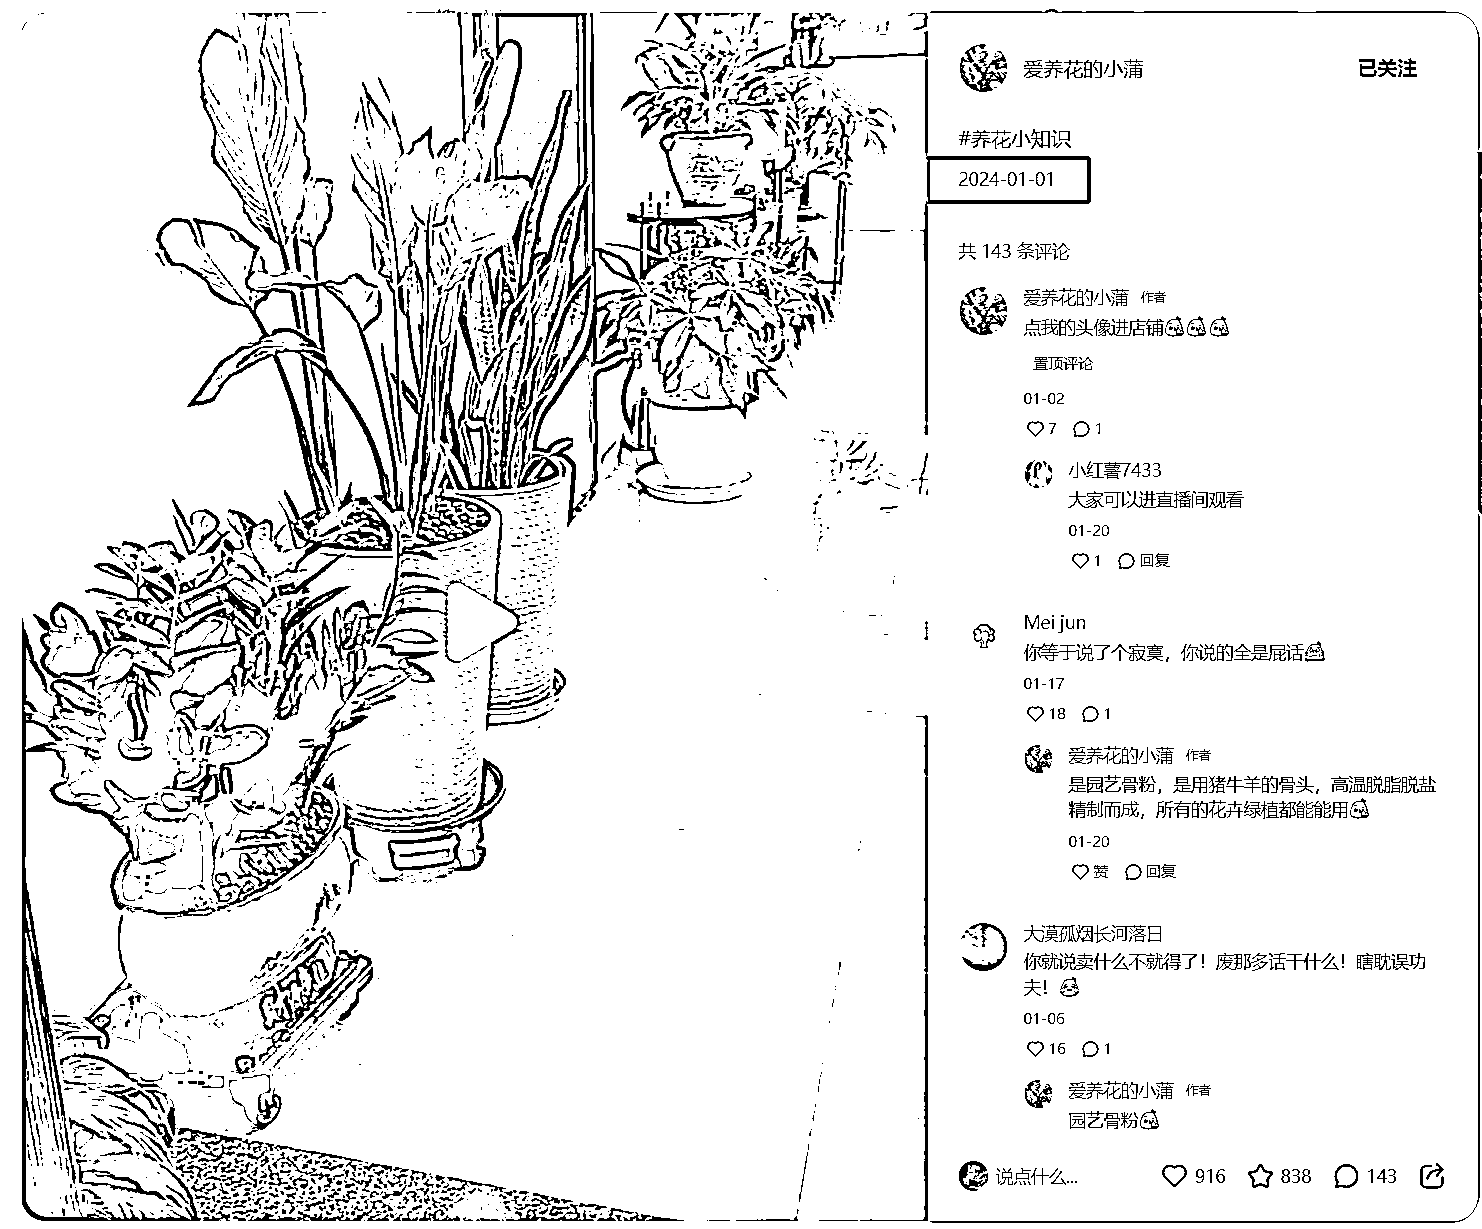 爱养花的小蒲
已关注
#养花小知识
2024-01-01
共 143 条评论
爱养花的小蒲 作者
点我的头像进店铺
置顶评论
01-02
7 1
小红薯7433
大家可以进直播间观看
01-20
1 回复
Mei jun
你等于说了个寂寞，你说的全是屁话
01-17
18 1
爱养花的小蒲 作者
是园艺骨粉，是用猪牛羊的骨头，高温脱脂脱盐
精制而成，所有的花卉绿植都能能用
01-20
赞 回复
大漠孤烟长河落日
你就说卖什么不就得了！废那多话干什么！瞎耽误功
夫！
01-06
16 1
爱养花的小蒲 作者
园艺骨粉
说点什么...
916 838 143